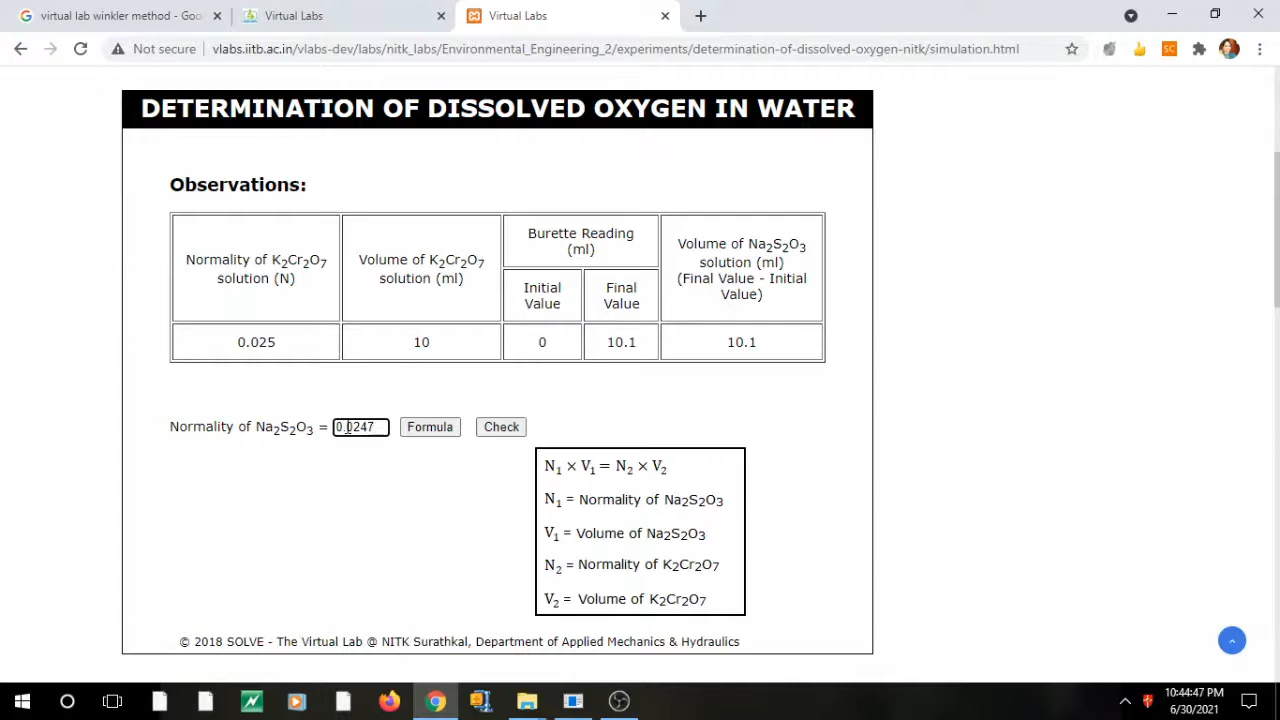 virtual lab winkler method - Goo
Virtual Labs
Virtual Labs
Not secure
vlabs.iitb.ac.in/vlabs-dev/labs/nitk_labs/Environmental_Engineering_2/experiments/determination-of-dissolved-oxygen-nitk/simulation.html
SC
DETERMINATION OF DISSOLVED OXYGEN IN WATER
Observations:
Normality of K₂Cr₂O₇
solution (N)
Volume of K₂Cr₂O₇
solution (ml)
Burette Reading
(ml)
Initial
Value
Final
Value
Volume of Na₂S₂O₃
solution (ml)
(Final Value - Initial
Value)
0.025 10 0 10.1 10.1
Normality of Na₂S₂O₃ = 0.0247 Formula Check
N₁ × V₁ = N₂ × V₂
N₁ = Normality of Na₂S₂O₃
V₁ = Volume of Na₂S₂O₃
N₂ = Normality of K₂Cr₂O₇
V₂ = Volume of K₂Cr₂O₇
© 2018 SOLVE - The Virtual Lab @ NITK Surathkal, Department of Applied Mechanics & Hydraulics
10:44:47 PM
6/30/2021